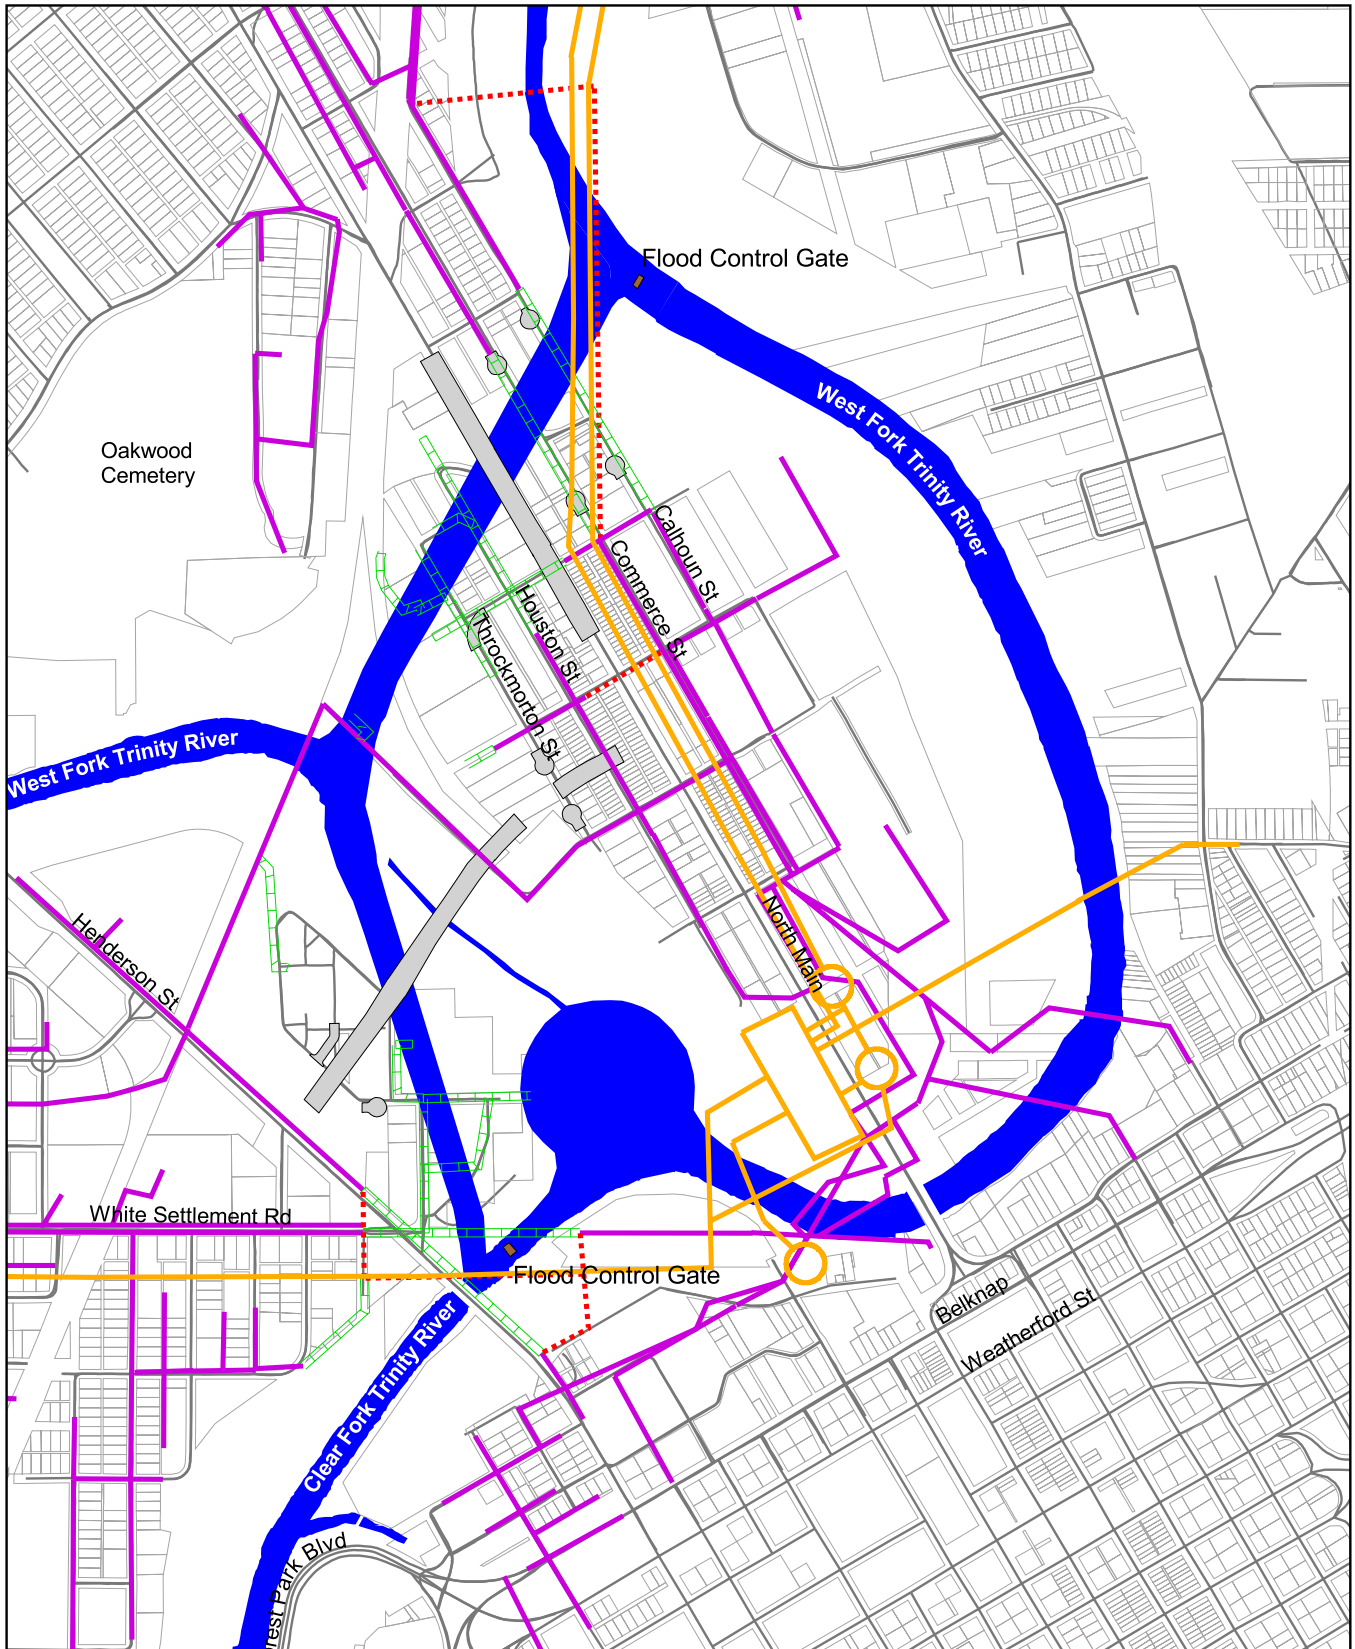 Flood Control Gate
West Fork Trinity River
Oakwood
Cemetery
Calhoun St
Commerce St
Houston St
Throckmorton St
West Fork Trinity River
North Main
Henderson St
White Settlement Rd
Flood Control Gate
Belknap
Weatherford St
Clear Fork Trinity River
rest Park Blvd